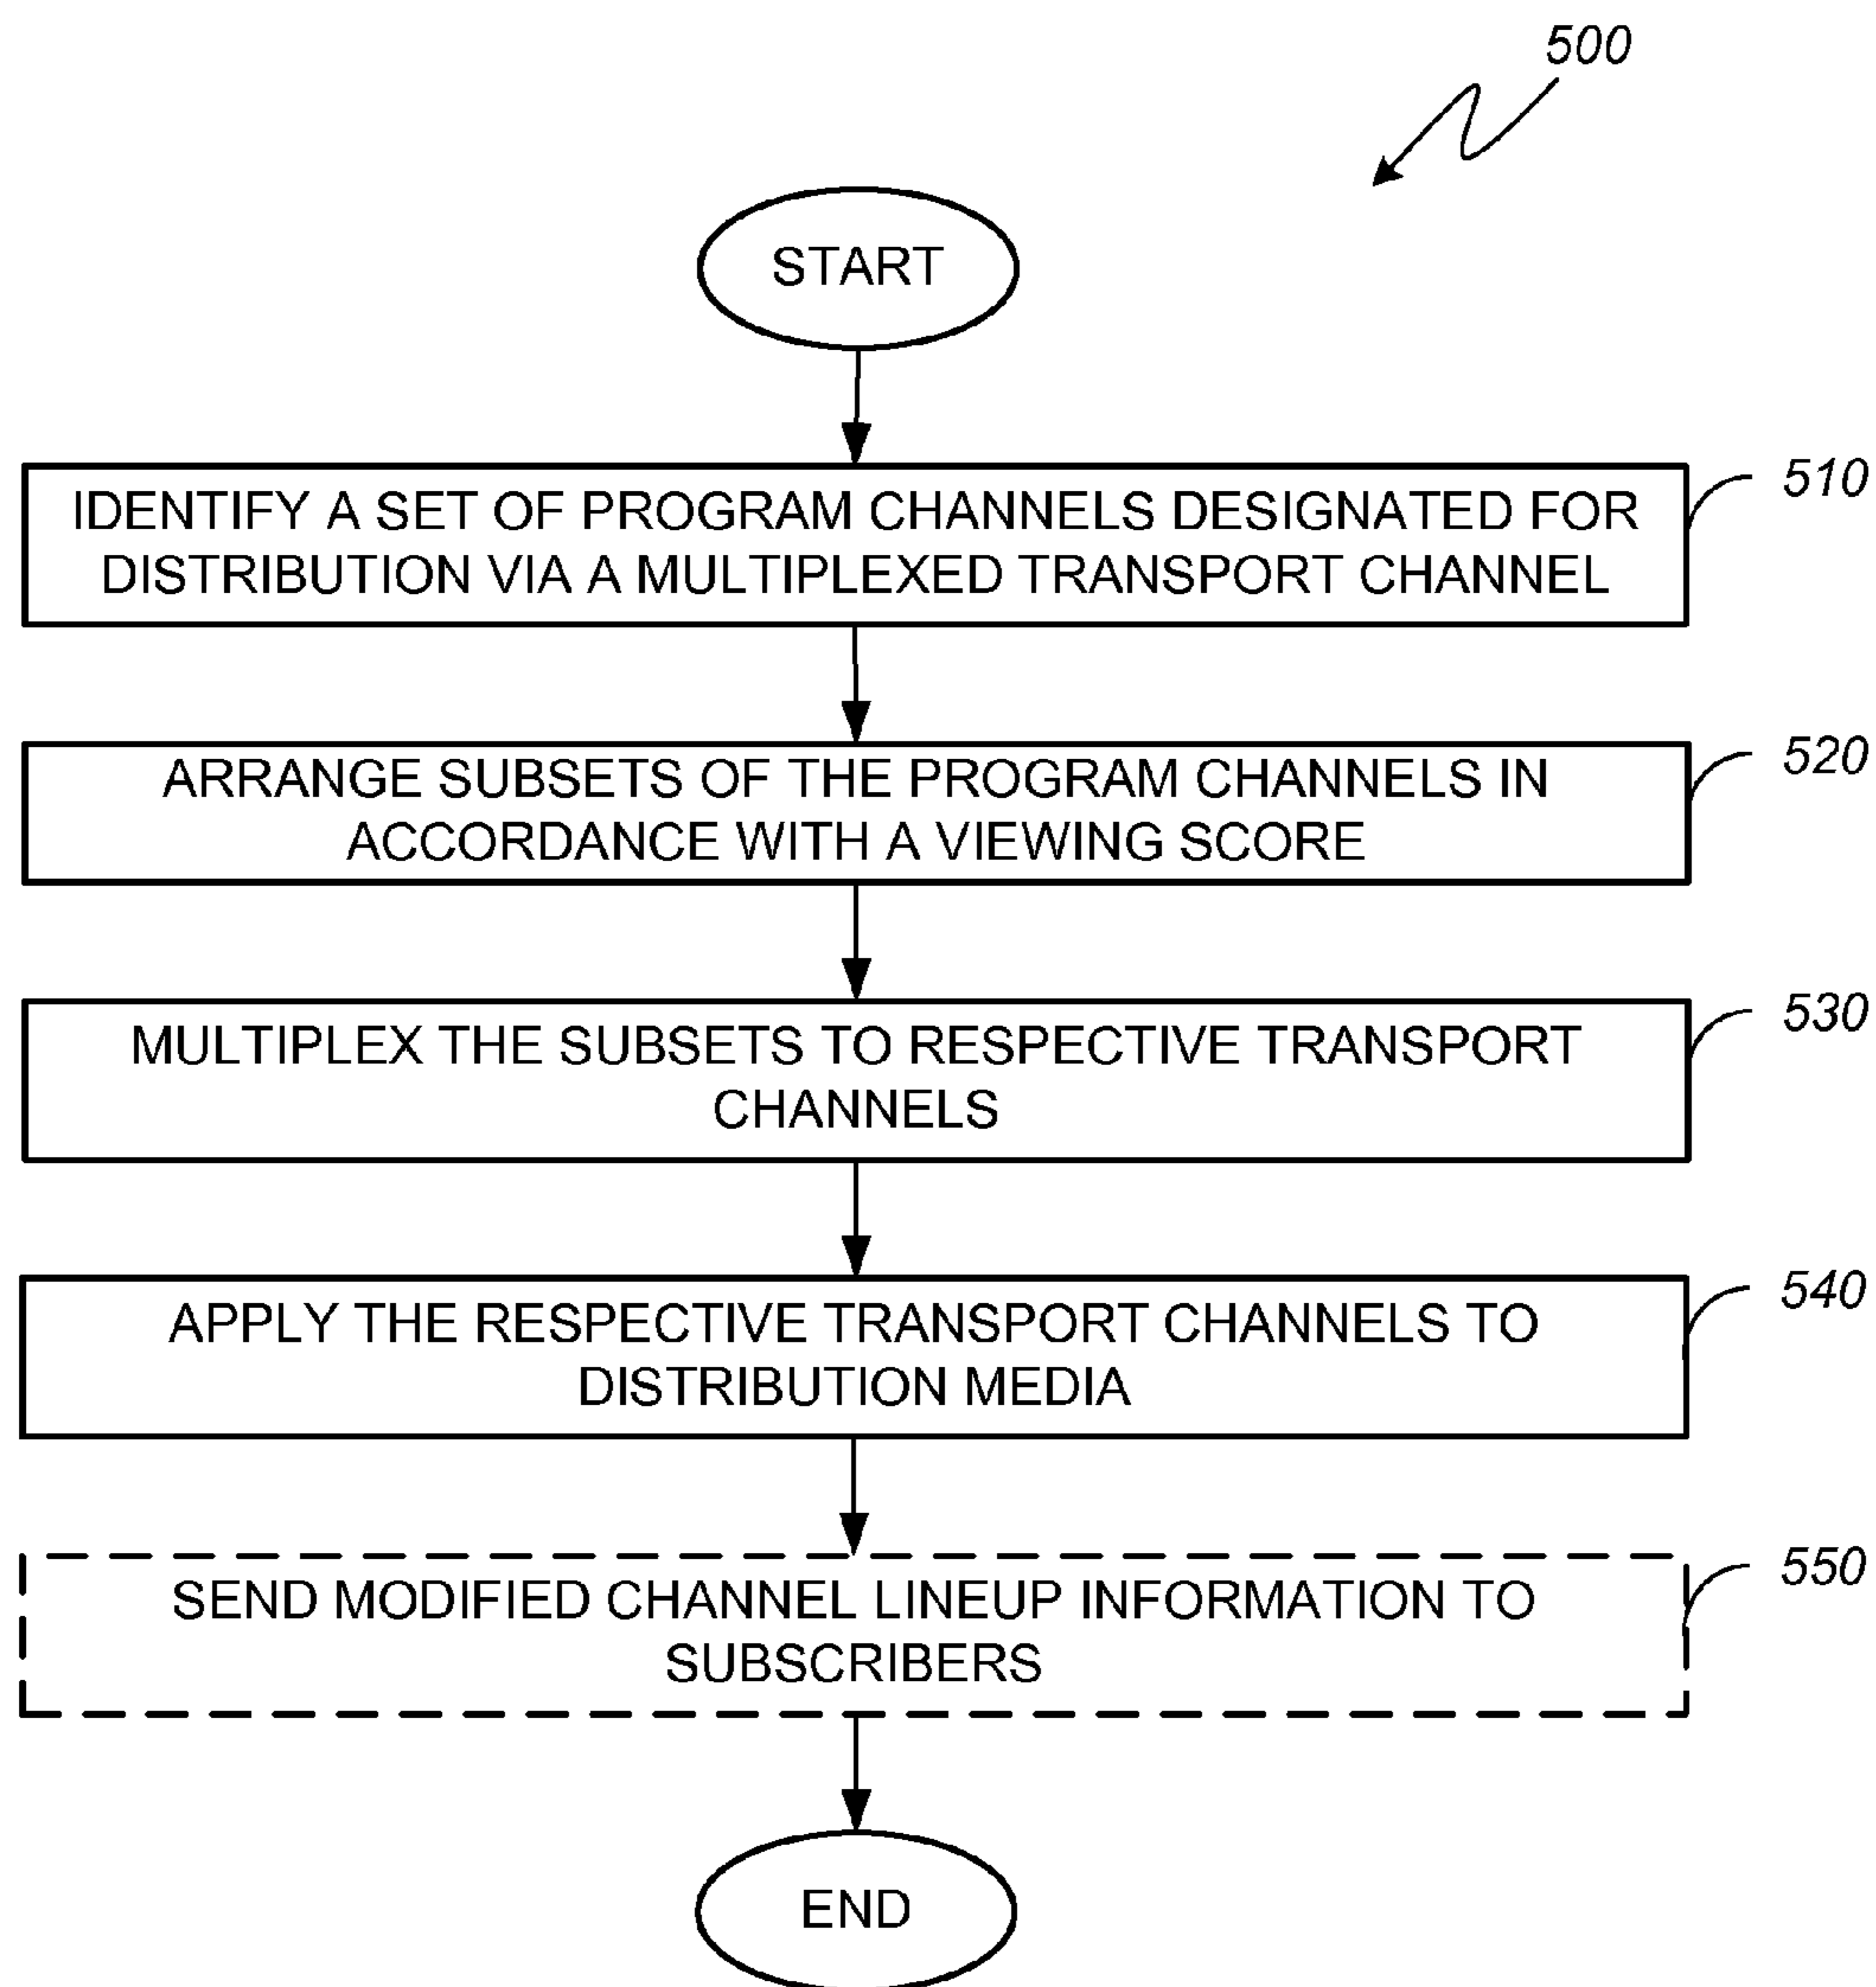 500
START
IDENTIFY A SET OF PROGRAM CHANNELS DESIGNATED FOR
DISTRIBUTION VIA A MULTIPLEXED TRANSPORT CHANNEL
510
ARRANGE SUBSETS OF THE PROGRAM CHANNELS IN
ACCORDANCE WITH A VIEWING SCORE
520
MULTIPLEX THE SUBSETS TO RESPECTIVE TRANSPORT
CHANNELS
530
APPLY THE RESPECTIVE TRANSPORT CHANNELS TO
DISTRIBUTION MEDIA
540
SEND MODIFIED CHANNEL LINEUP INFORMATION TO
SUBSCRIBERS
550
END